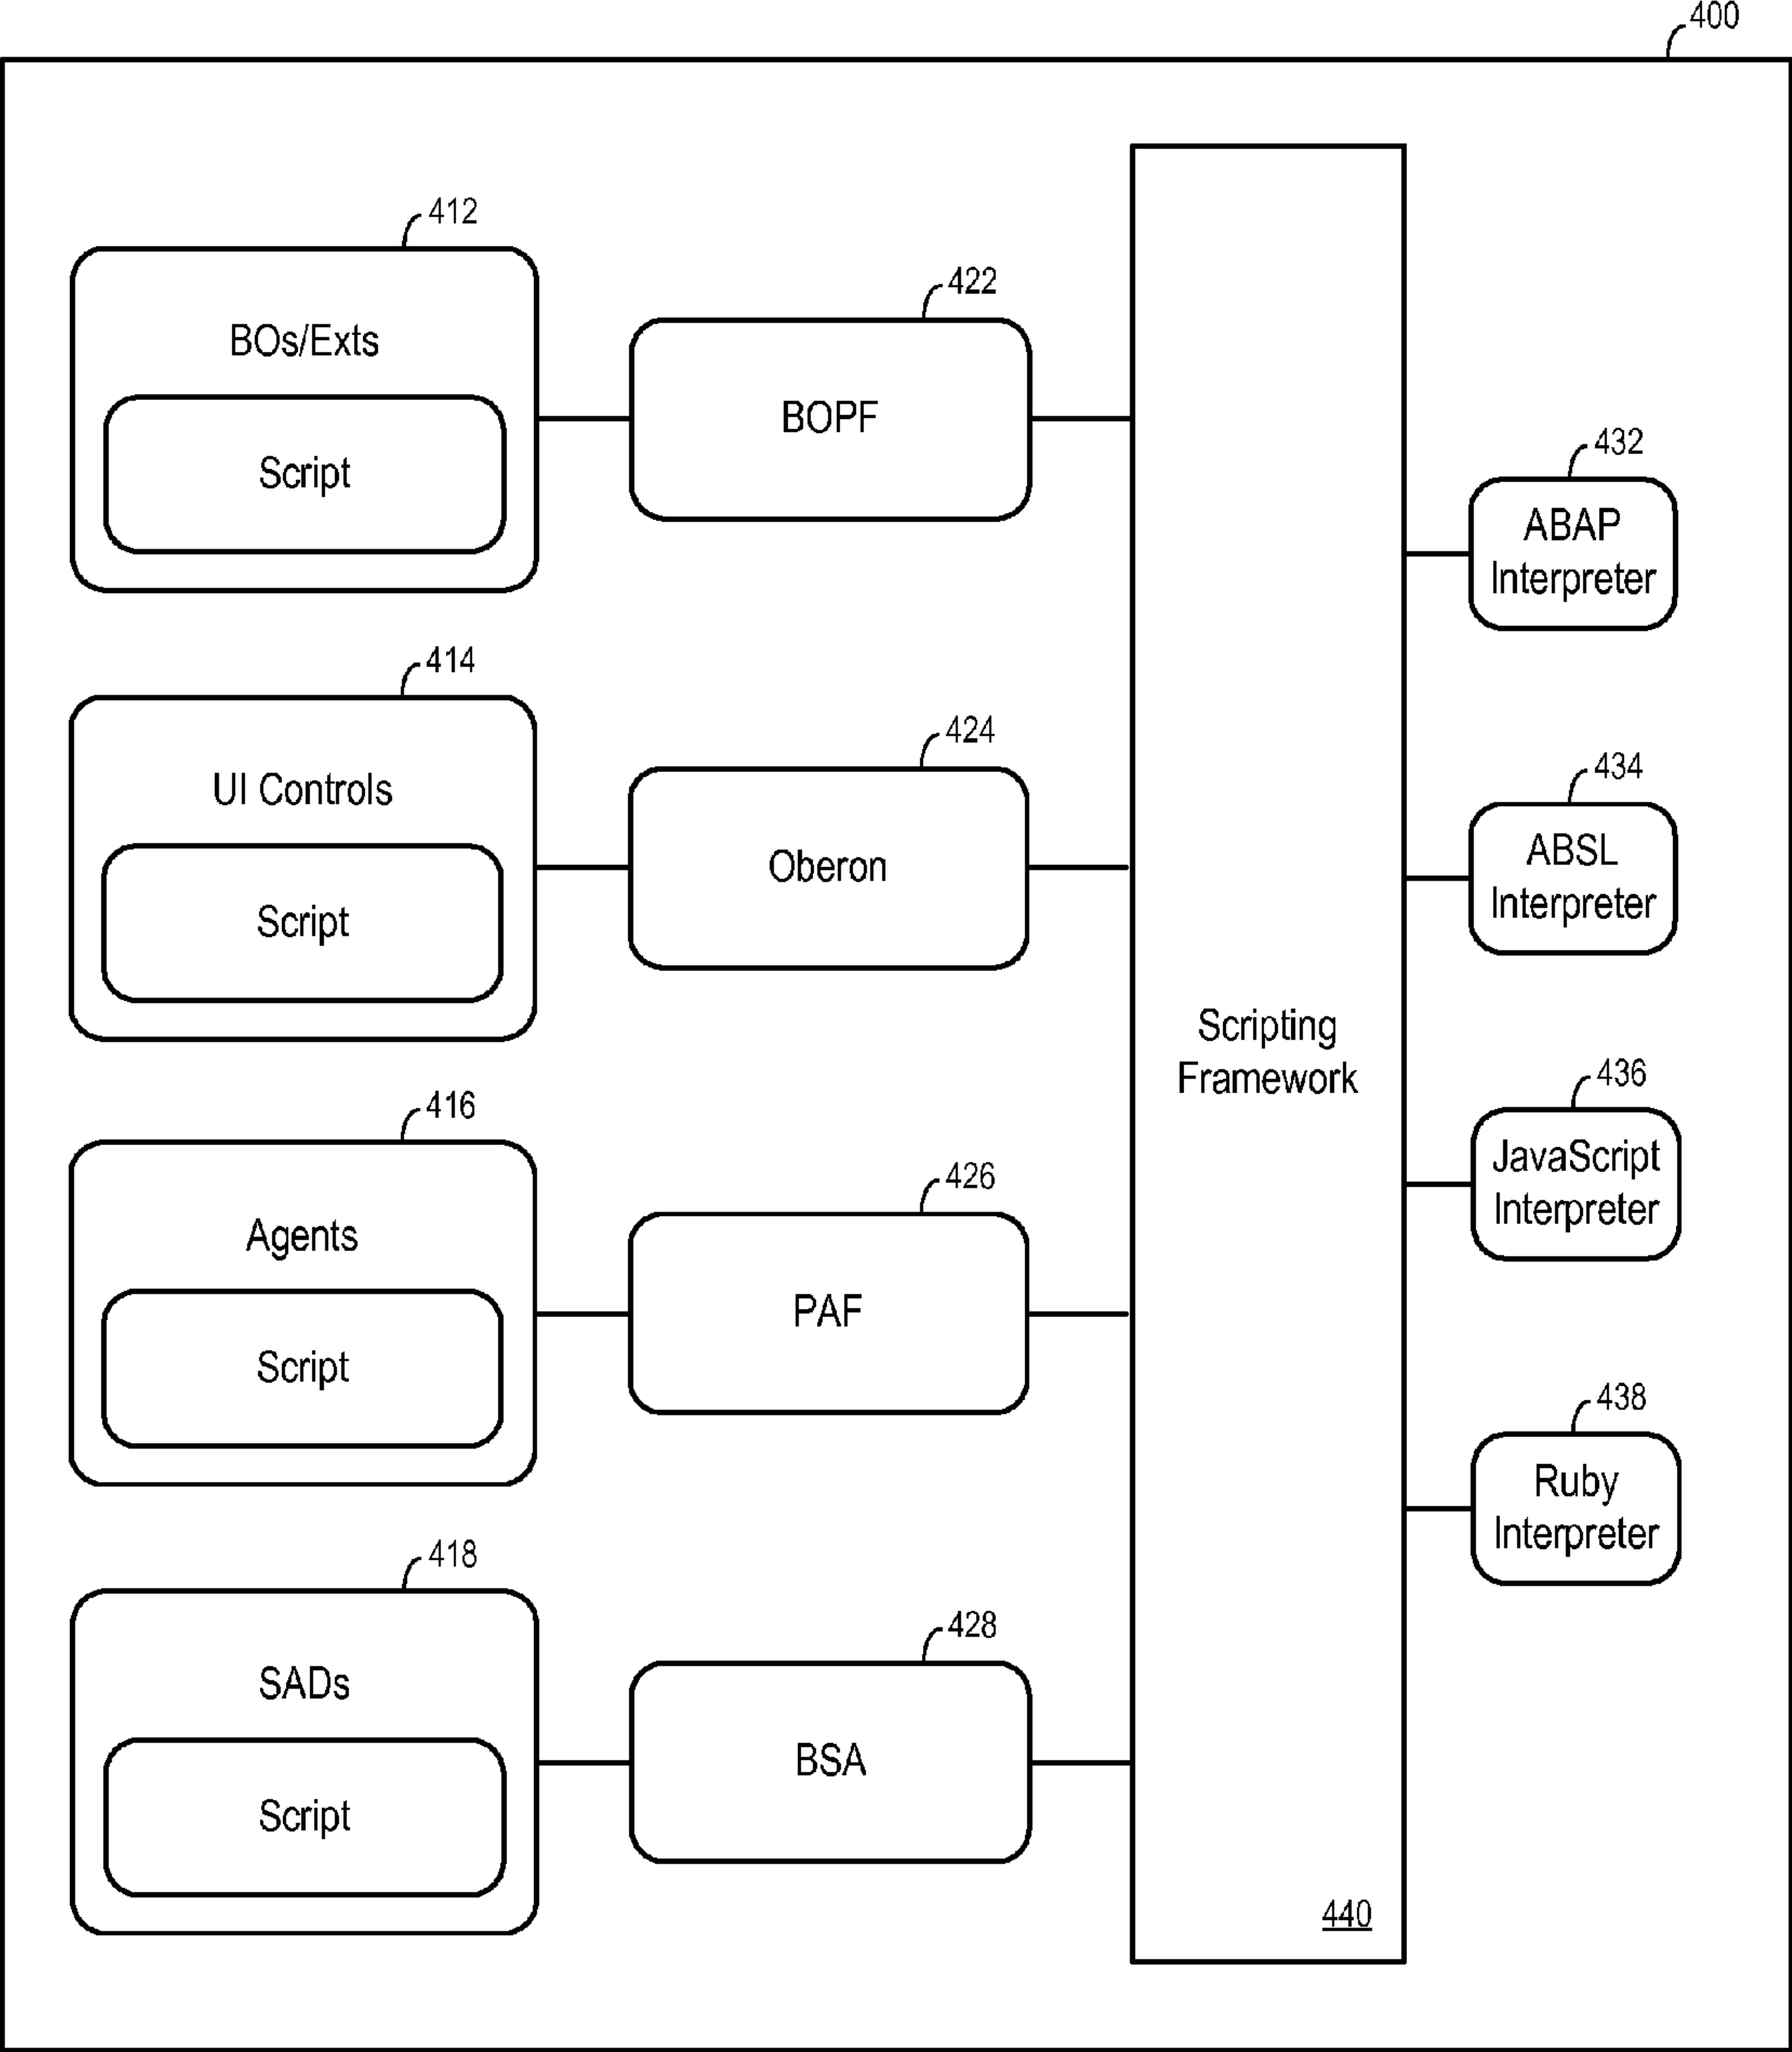 400
412
BOs/Exts
Script
422
BOPF
432
ABAP
Interpreter
414
UI Controls
Script
424
Oberon
434
ABSL
Interpreter
Scripting
Framework
416
Agents
Script
426
PAF
436
JavaScript
Interpreter
438
Ruby
Interpreter
418
SADs
Script
428
BSA
440